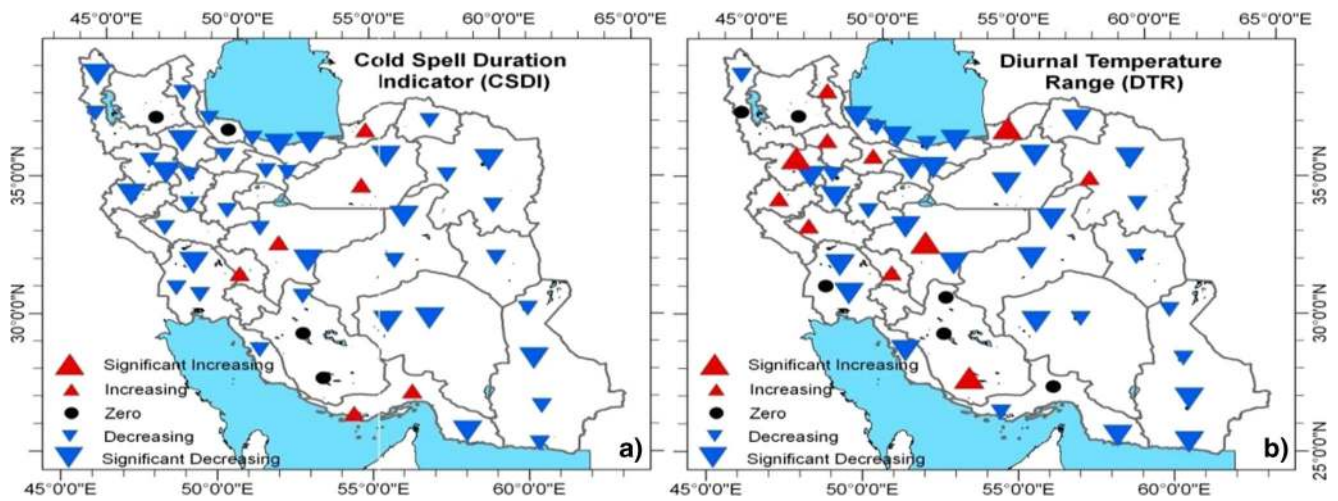 45°0'0"E 50°0'0"E 55°0'0"E 60°0'0"E 65°0'0"E
45°0'0"E 50°0'0"E 55°0'0"E 60°0'0"E 65°0'0"E
Cold Spell Duration
Indicator (CSDI)
Diurnal Temperature
Range (DTR)
35°0'0"N
30°0'0"N
35°0'0"N
30°0'0"N
25°0'0"N
Significant Increasing
Increasing
Zero
Decreasing
Significant Decreasing
a)
Significant Increasing
Increasing
Zero
Decreasing
Significant Decreasing
b)
45°0'0"E 50°0'0"E 55°0'0"E 60°0'0"E
45°0'0"E 50°0'0"E 55°0'0"E 60°0'0"E